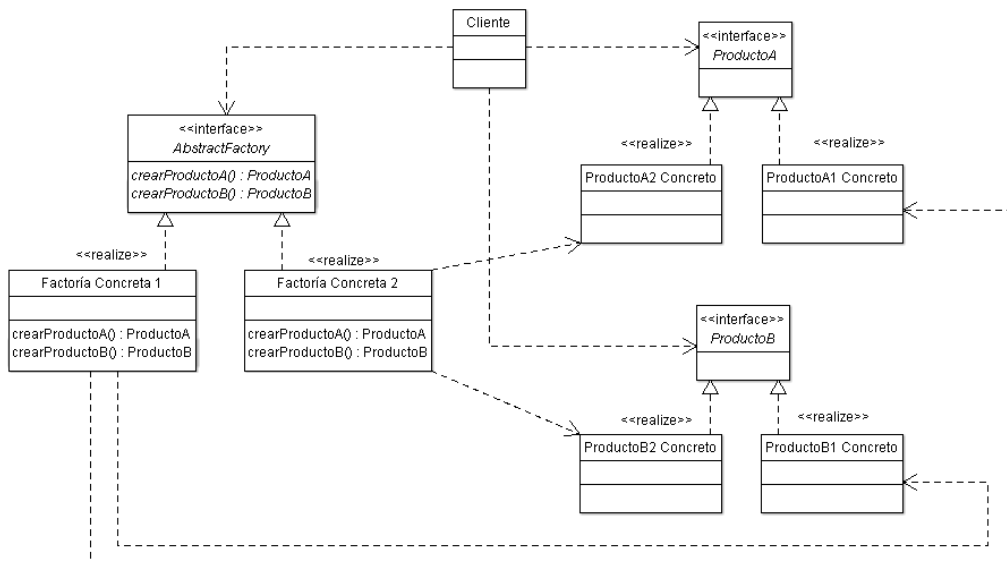 Cliente
<<interface>>
ProductoA
<<interface>>
AbstractFactory
crearProductoA() : ProductoA
crearProductoB() : ProductoB
<<realize>>
<<realize>>
ProductoA2 Concreto
ProductoA1 Concreto
<<realize>>
<<realize>>
Factoría Concreta 1
crearProductoA() : ProductoA
crearProductoB() : ProductoB
Factoría Concreta 2
crearProductoA() : ProductoA
crearProductoB() : ProductoB
<<interface>>
ProductoB
<<realize>>
<<realize>>
ProductoB2 Concreto
ProductoB1 Concreto